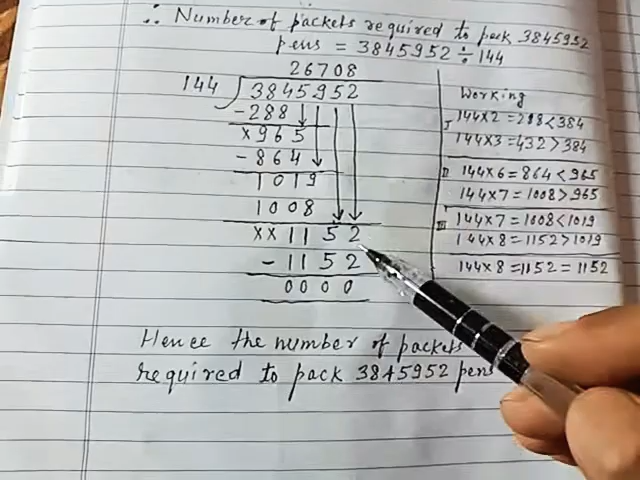 ∴ Number of packets required to pack 3845952
pens = 3845952 ÷ 144
26708
144 ) 3845952
-288
x965
-864
1019
1008
xx1152
-1152
0000
Working
I 144x2 = 288 < 384
144x3 = 432 > 384
II 144x6 = 864 < 965
144x7 = 1008 > 965
III 144x7 = 1008 < 1019
144x8 = 1152 > 1019
144x8 = 1152 = 1152
Hence the number of packets
required to pack 3845952 pens